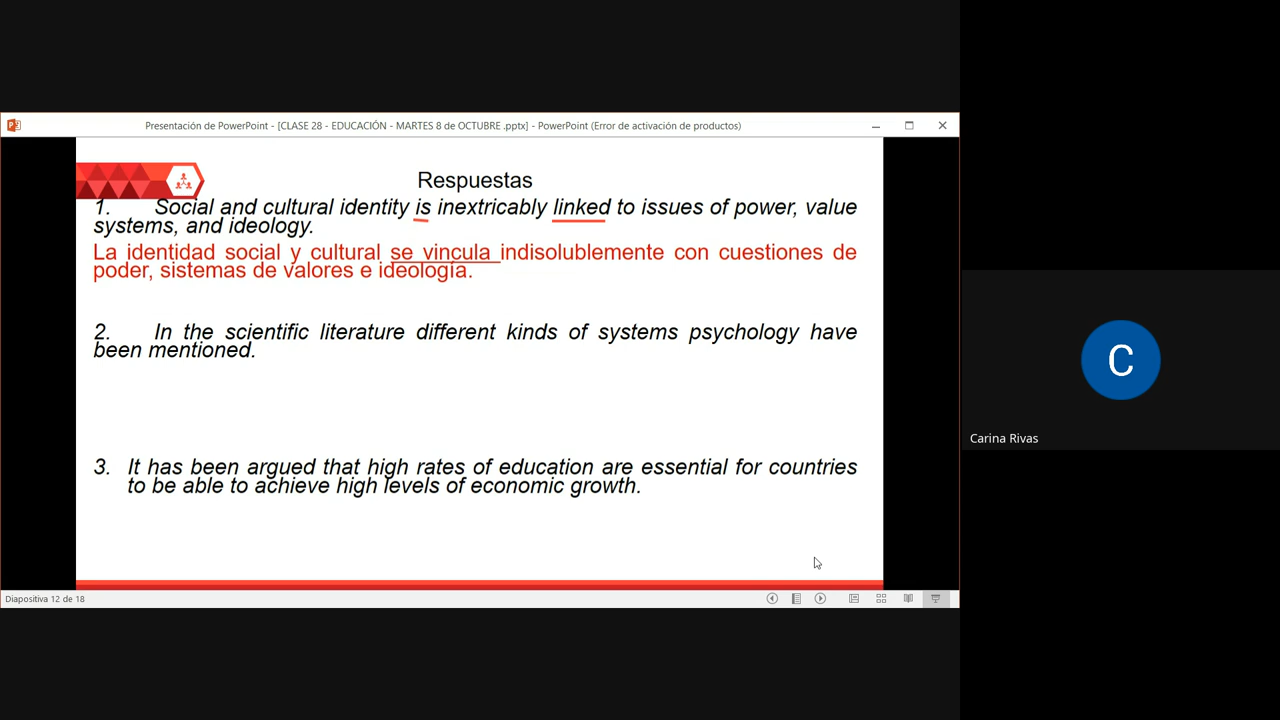 Presentación de PowerPoint - [CLASE 28 - EDUCACIÓN - MARTES 8 de OCTUBRE .pptx] - PowerPoint (Error de activación de productos)
Respuestas
1. Social and cultural identity is inextricably linked to issues of power, value
systems, and ideology.
La identidad social y cultural se vincula indisolublemente con cuestiones de
poder, sistemas de valores e ideología.
2. In the scientific literature different kinds of systems psychology have
been mentioned.
3. It has been argued that high rates of education are essential for countries
to be able to achieve high levels of economic growth.
Diapositiva 12 de 18
C
Carina Rivas